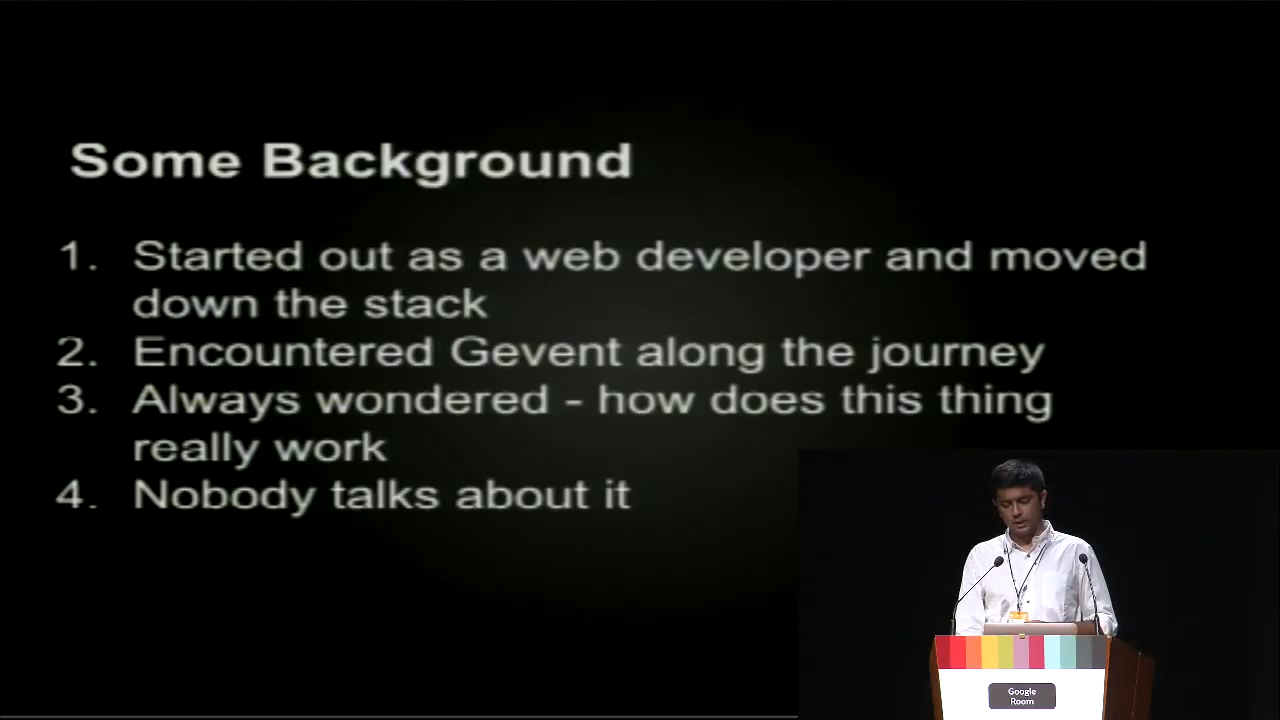 Some Background
1. Started out as a web developer and moved
down the stack
2. Encountered Gevent along the journey
3. Always wondered - how does this thing
really work
4. Nobody talks about it
Google
Room